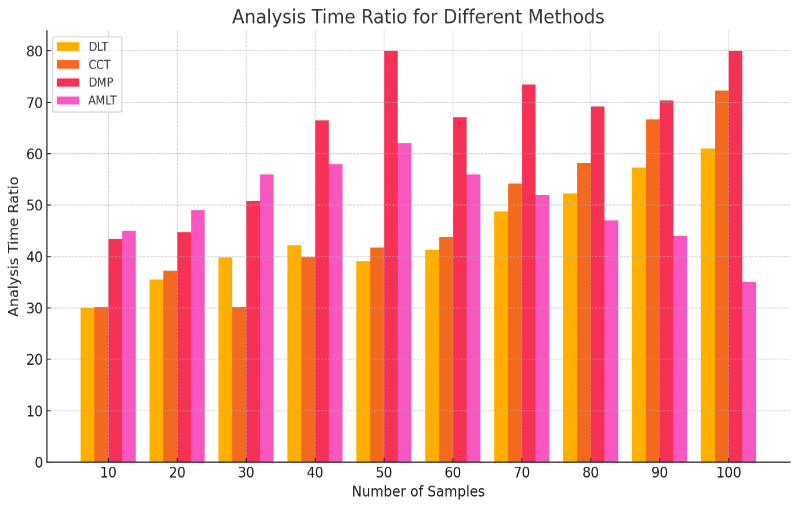 Analysis Time Ratio for Different Methods
DLT
CCT
DMP
AMLT
Analysis Time Ratio
80
70
60
50
40
30
20
10
0
10 20 30 40 50 60 70 80 90 100
Number of Samples